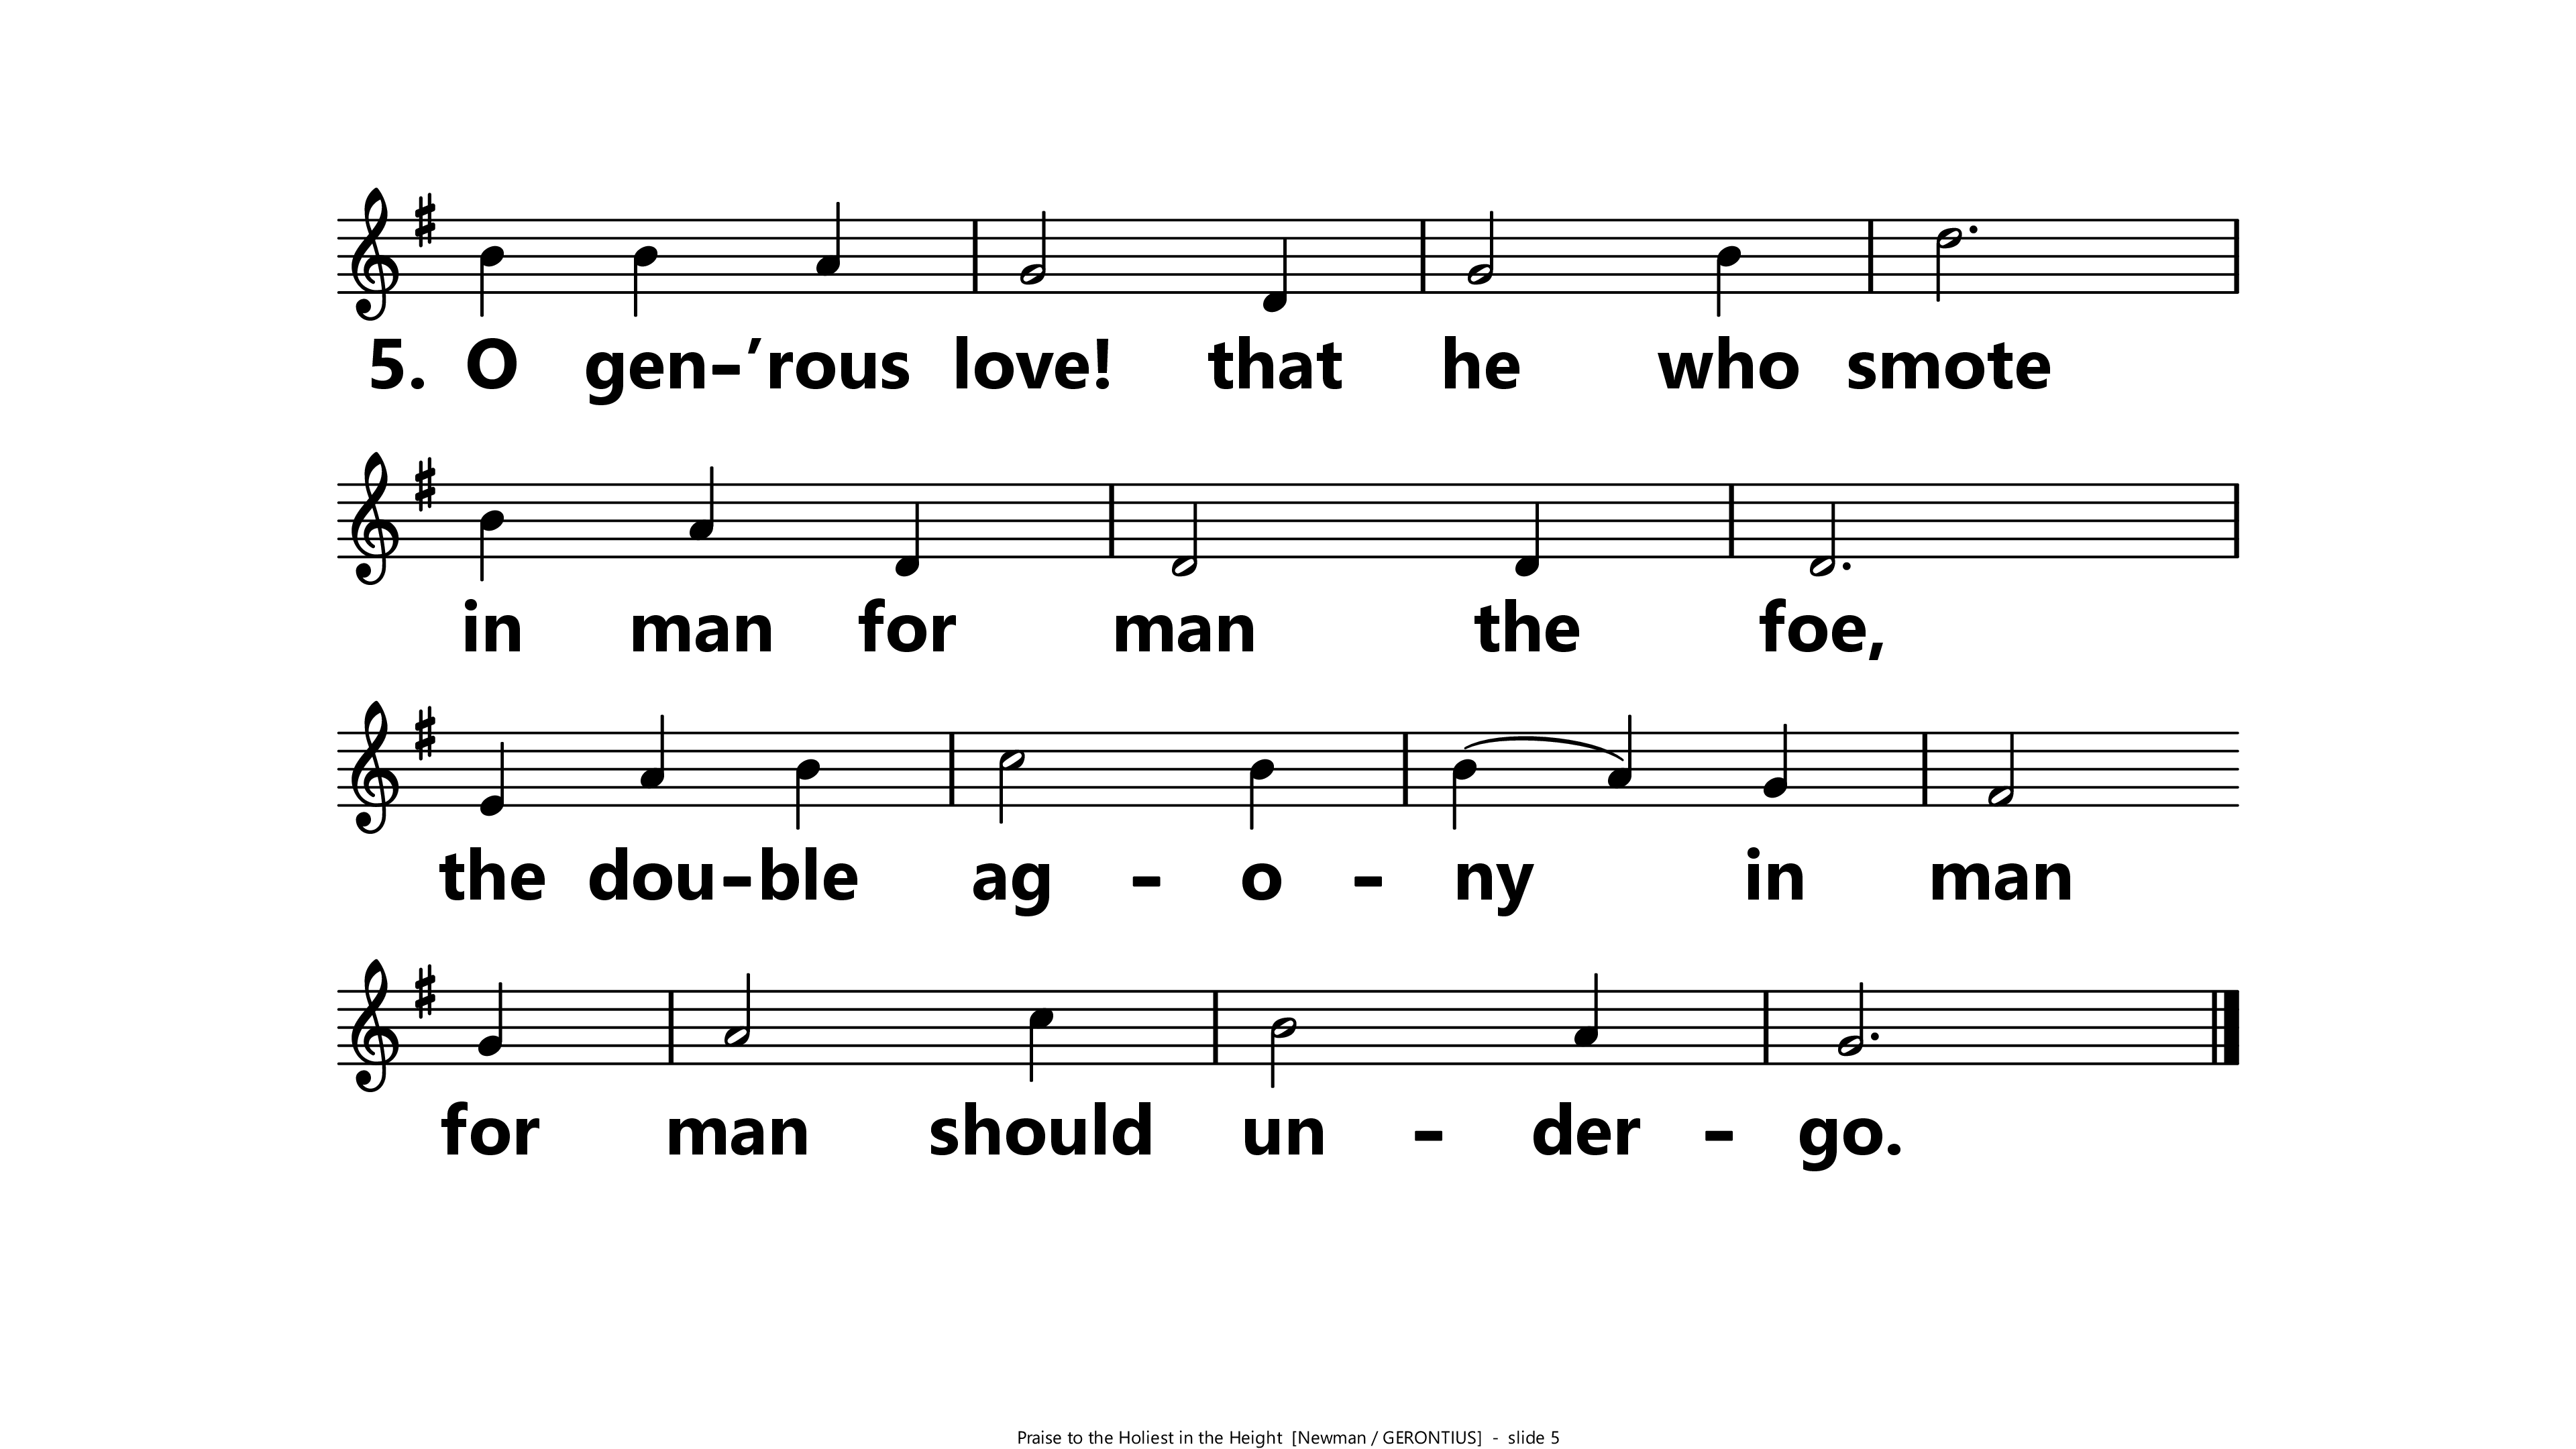 5. O gen-’rous love! that he who smote
in man for man the foe,
the dou-ble ag - o - ny in man
for man should un - der - go.
Praise to the Holiest in the Height [Newman / GERONTIUS] - slide 5